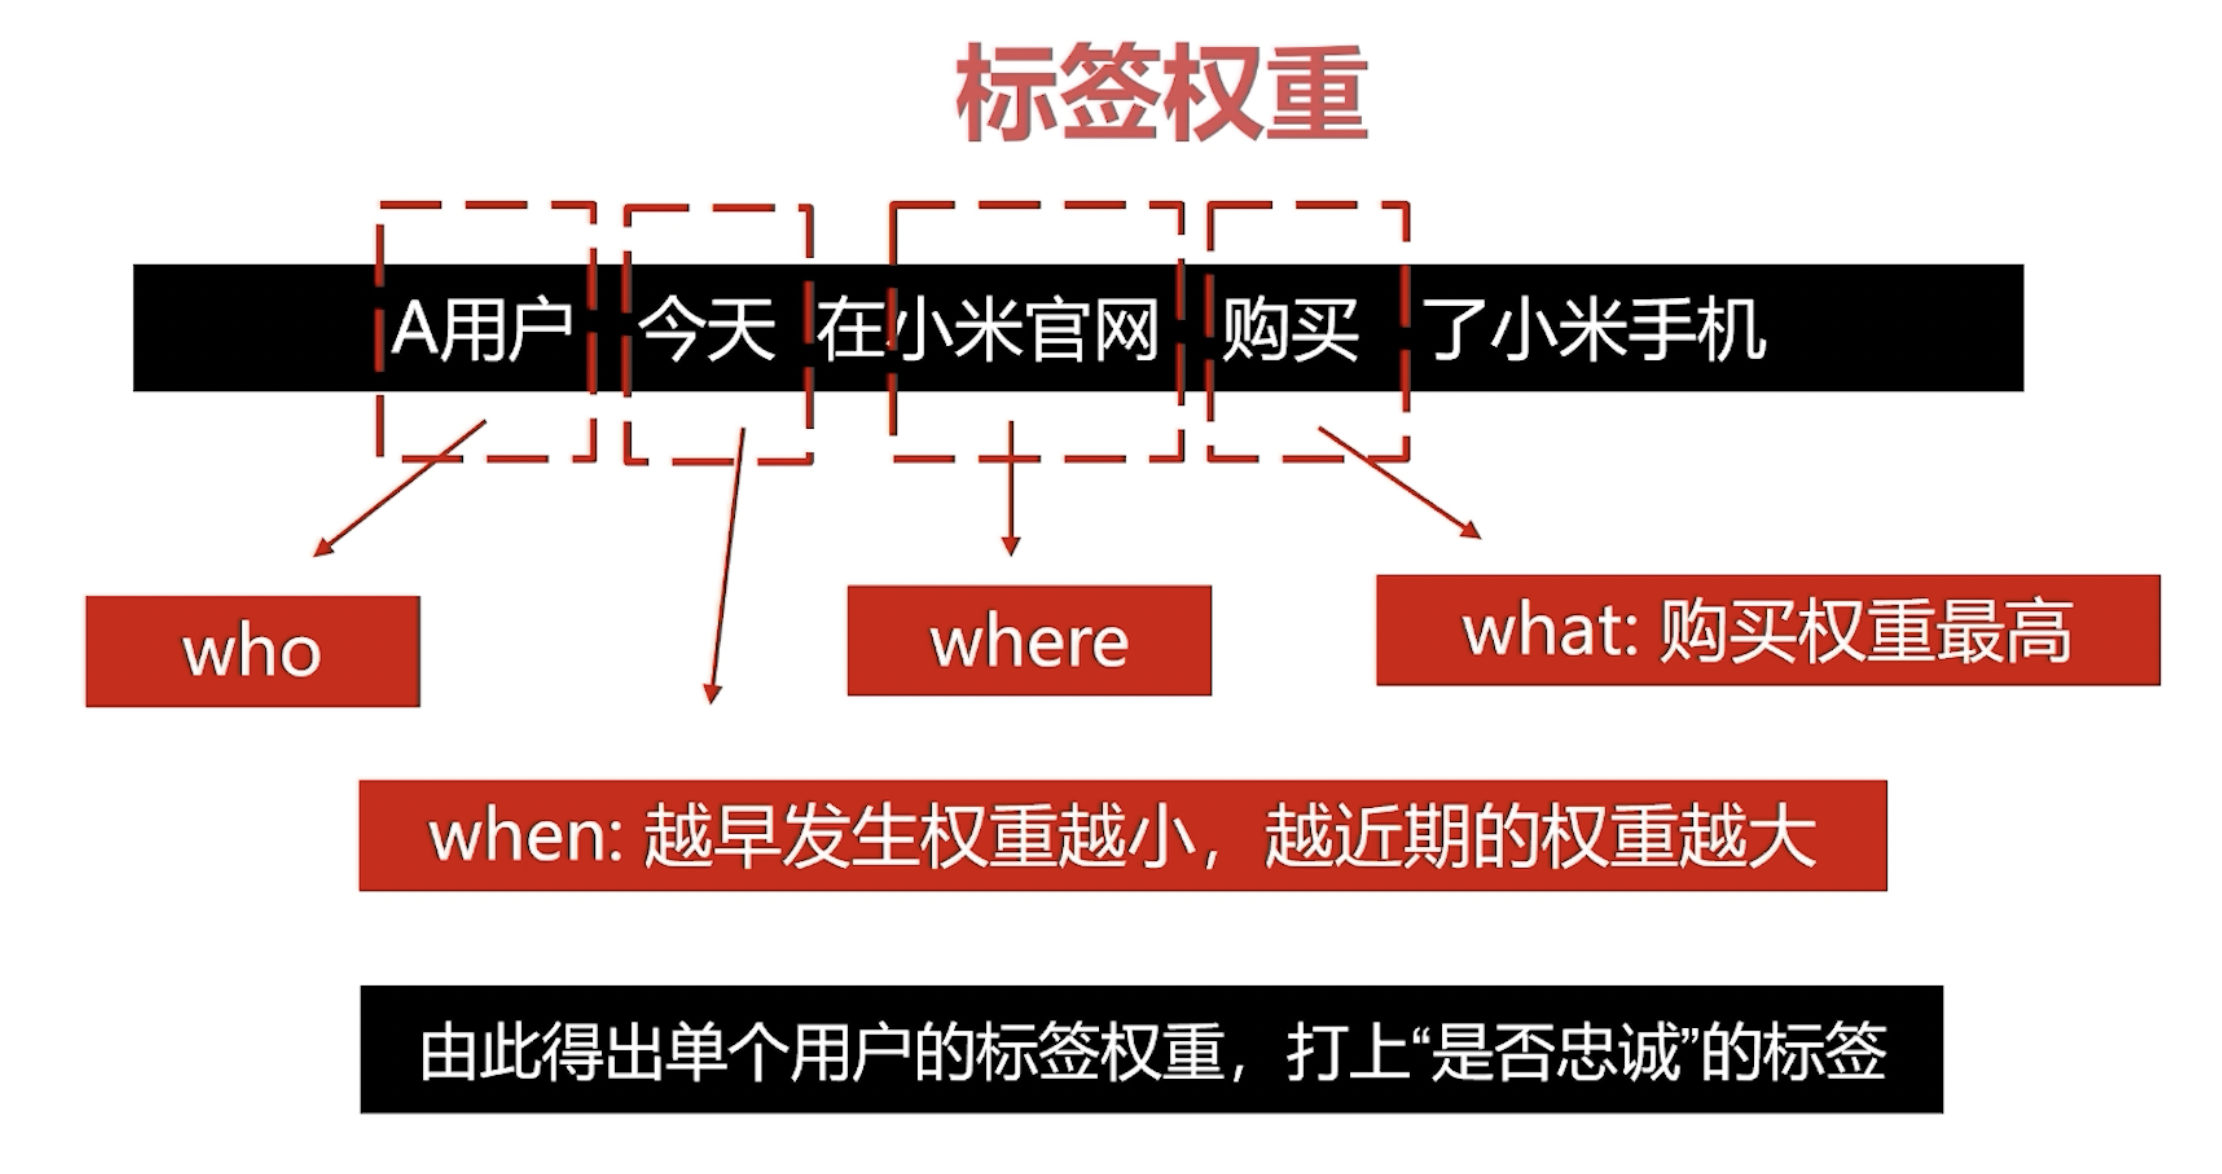 标签权重
A用户 今天 在小米官网 购买 了小米手机
who
where
what: 购买权重最高
when: 越早发生权重越小，越近期的权重越大
由此得出单个用户的标签权重，打上“是否忠诚”的标签